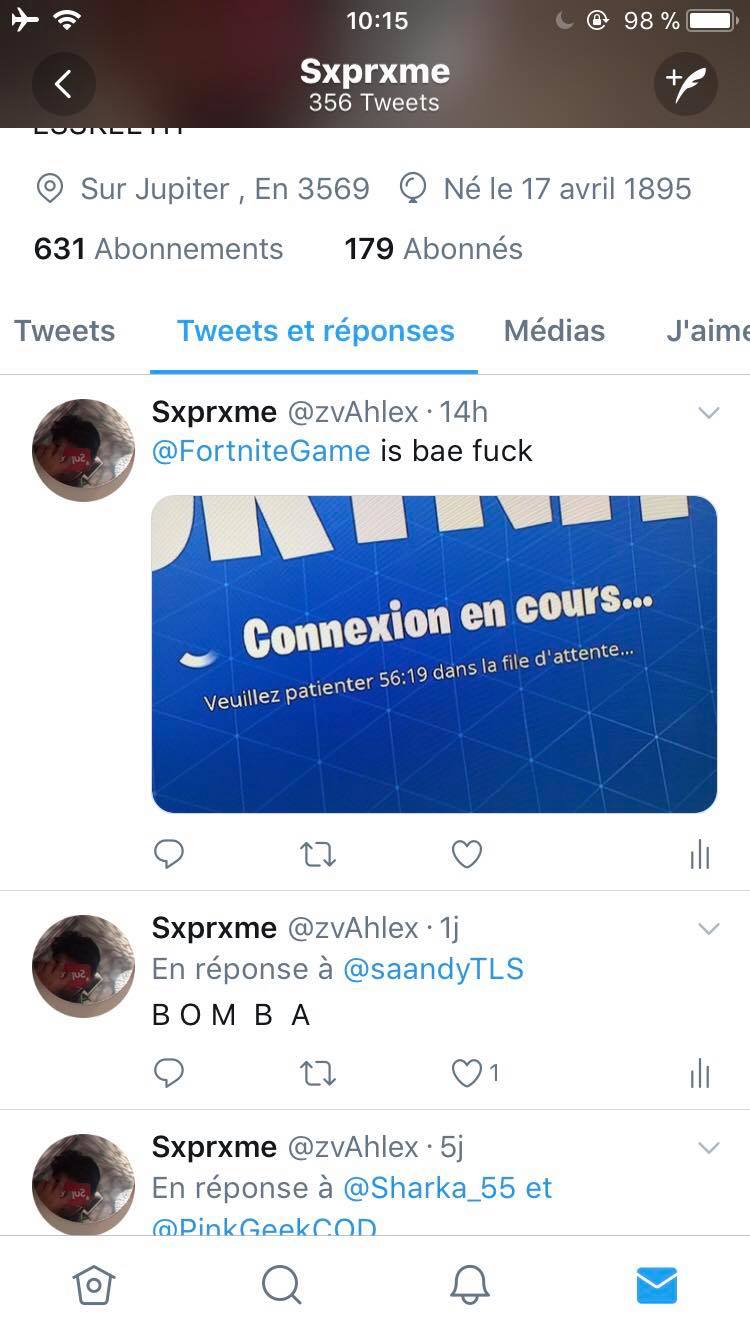 10:15
98 %
Sxprxme
356 Tweets
Sur Jupiter , En 3569 Né le 17 avril 1895
631 Abonnements 179 Abonnés
Tweets Tweets et réponses Médias J'aime
Sxprxme @zvAhlex · 14h
@FortniteGame is bae fuck
Connexion en cours...
Veuillez patienter 56:19 dans la file d'attente...
Sxprxme @zvAhlex · 1j
En réponse à @saandyTLS
B O M B A
1
Sxprxme @zvAhlex · 5j
En réponse à @Sharka_55 et
@PinkGeekCOD